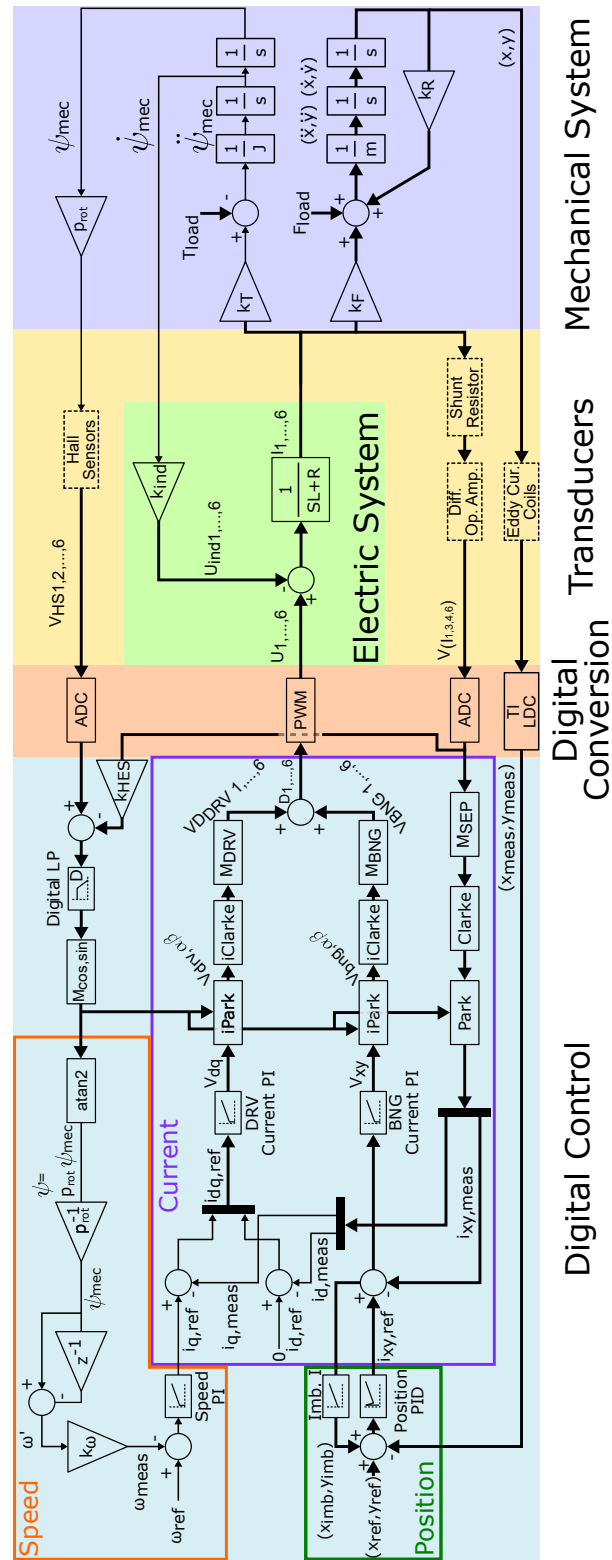 Speed
ω'
kω
ωmeas
ωref
z⁻¹
ψmec
p⁻¹rot
ψ=
prot ψmec
atan2
Mcos,sin
Digital LP
D
kHES
ADC
VHS1,2,...,6
Hall
Sensors
prot
ψmec
Speed
PI
iq,ref
iq,meas
0
id,ref
id,meas
Current
idq,ref
DRV
Current PI
Vdq
iPark
Vdrv,αβ
iClarke
MDRV
VDDRV 1,...,6
D1,...,6
PWM
U1,...,6
Uind1,...,6
kind
1
SL+R
I1,...,6
Electric System
kT
Tload
1
J
ψ̈mec
1
s
ψ̇mec
1
s
Position
(xref,yref)
(ximb,yimb)
Imb. I
Position
PID
ixy,ref
ixy,meas
BNG
Current PI
Vxy
iPark
Vbng,αβ
iClarke
MBNG
VBNG 1,...,6
Park
Clarke
MSEP
ADC
V(I1,3,4,6)
Diff.
Op. Amp.
Shunt
Resistor
kF
Fload
1
m
(ẍ,ÿ)
1
s
(ẋ,ẏ)
1
s
kR
(x,y)
Eddy Cur.
Coils
TI
LDC
(xmeas,ymeas)
Digital Control
Digital
Conversion
Transducers
Mechanical System